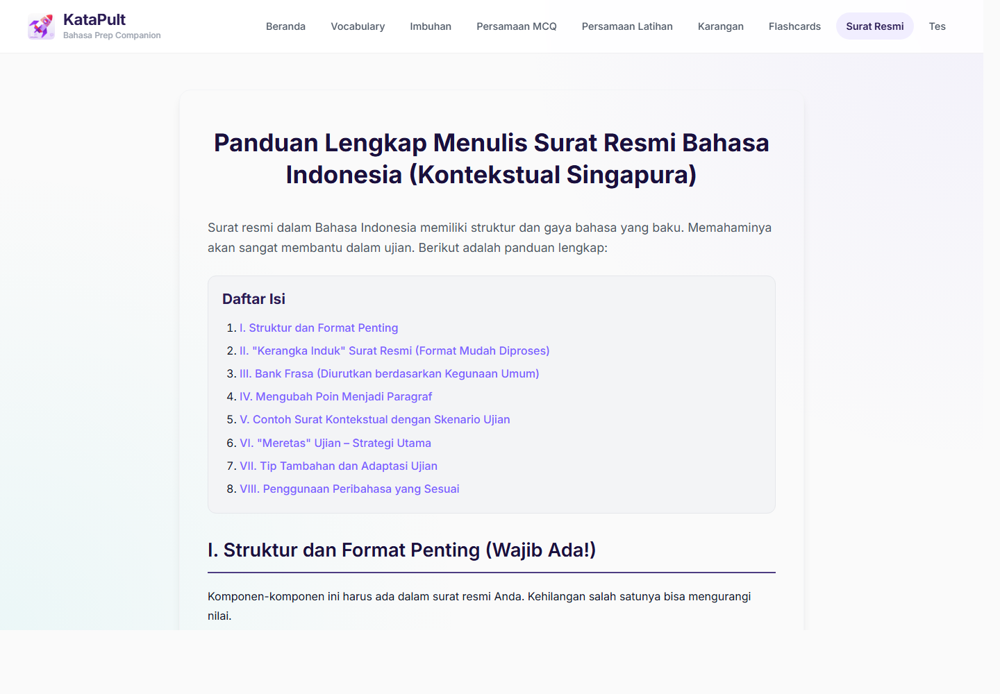 KataPult
Bahasa Prep Companion
Beranda
Vocabulary
Imbuhan
Persamaan MCQ
Persamaan Latihan
Karangan
Flashcards
Surat Resmi
Tes
Panduan Lengkap Menulis Surat Resmi Bahasa
Indonesia (Kontekstual Singapura)
Surat resmi dalam Bahasa Indonesia memiliki struktur dan gaya bahasa yang baku. Memahaminya
akan sangat membantu dalam ujian. Berikut adalah panduan lengkap:
Daftar Isi
1. I. Struktur dan Format Penting
2. II. "Kerangka Induk" Surat Resmi (Format Mudah Diproses)
3. III. Bank Frasa (Diurutkan berdasarkan Kegunaan Umum)
4. IV. Mengubah Poin Menjadi Paragraf
5. V. Contoh Surat Kontekstual dengan Skenario Ujian
6. VI. "Meretas" Ujian – Strategi Utama
7. VII. Tip Tambahan dan Adaptasi Ujian
8. VIII. Penggunaan Peribahasa yang Sesuai
I. Struktur dan Format Penting (Wajib Ada!)
Komponen-komponen ini harus ada dalam surat resmi Anda. Kehilangan salah satunya bisa mengurangi
nilai.